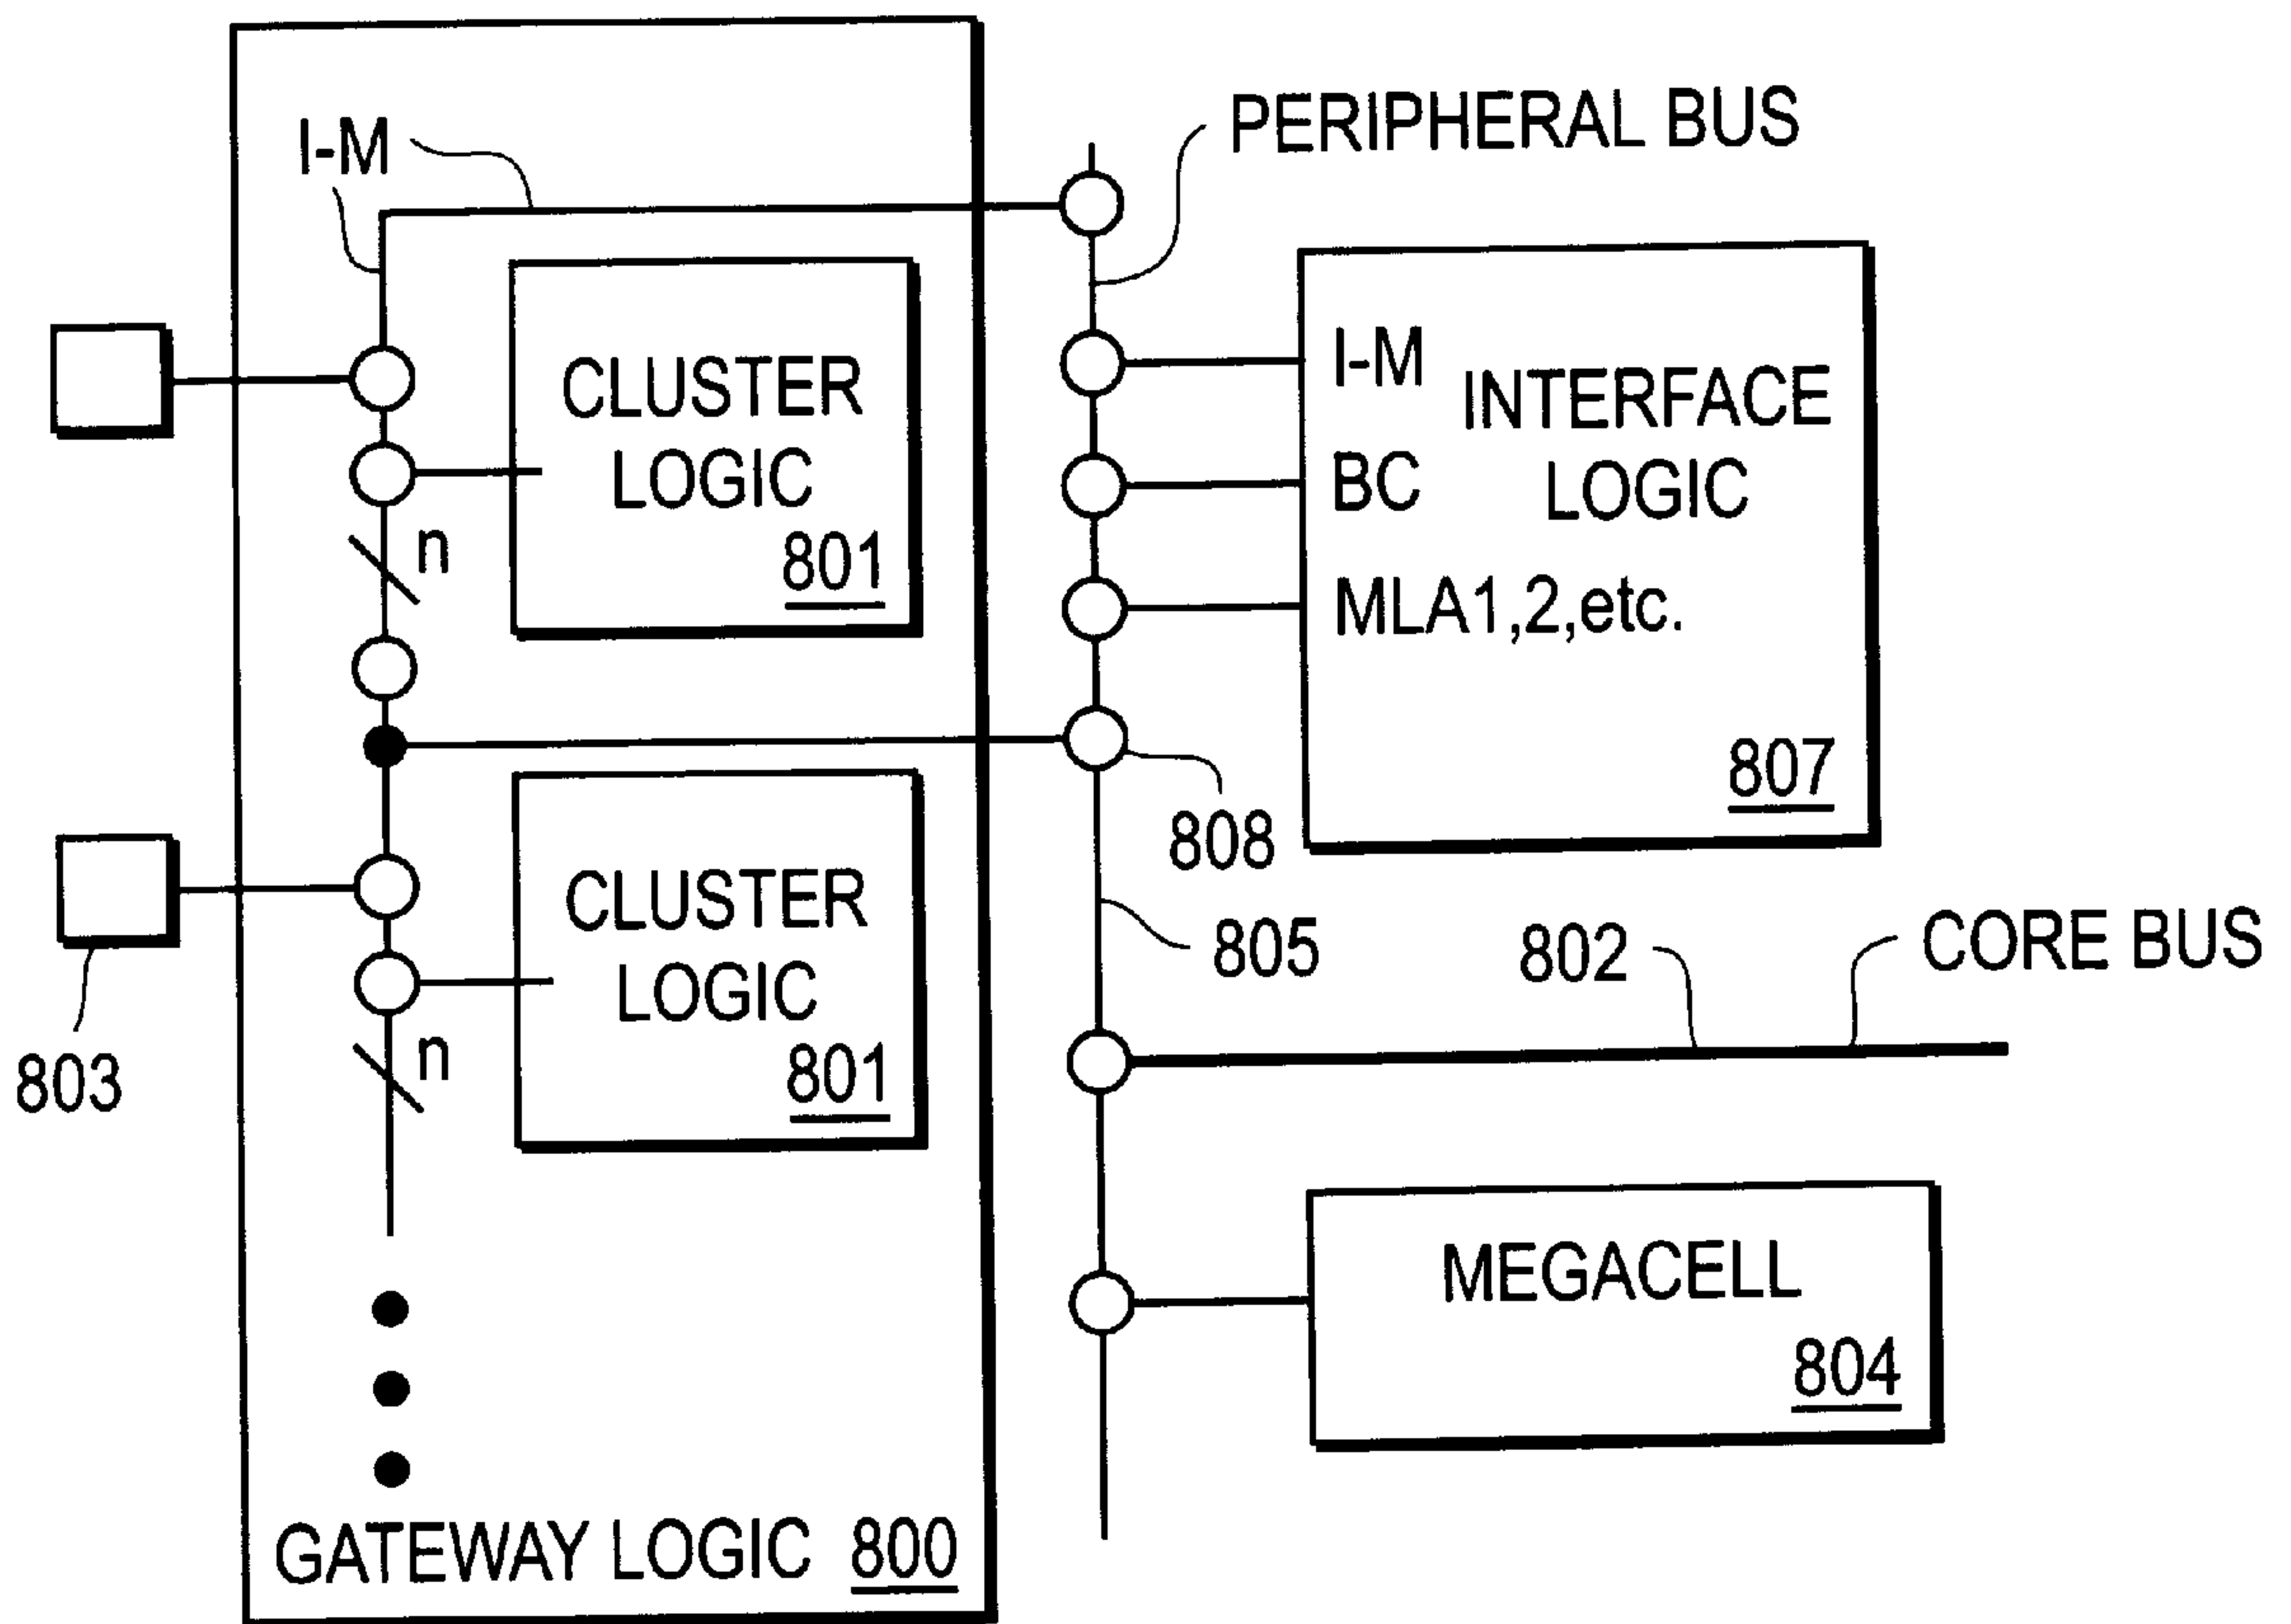 PERIPHERAL BUS
I-M
CLUSTER
LOGIC
801
n
I-M
INTERFACE
LOGIC
BC
MLA1,2,etc.
807
808
CLUSTER
LOGIC
801
n
803
805
802
CORE BUS
MEGACELL
804
GATEWAY LOGIC 800